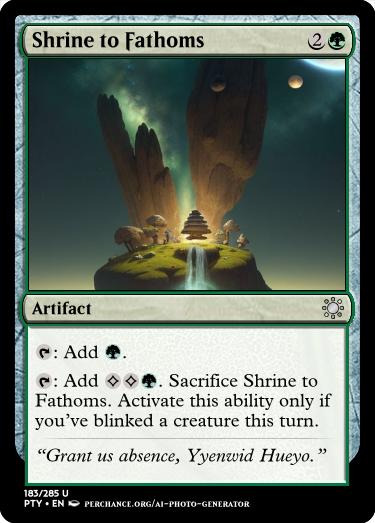 Shrine to Fathoms 2
Artifact
: Add .
: Add . Sacrifice Shrine to
Fathoms. Activate this ability only if
you’ve blinked a creature this turn.
“Grant us absence, Yyenwid Hueyo.”
183/285 U
PTY • EN PERCHANCE.ORG/AI-PHOTO-GENERATOR